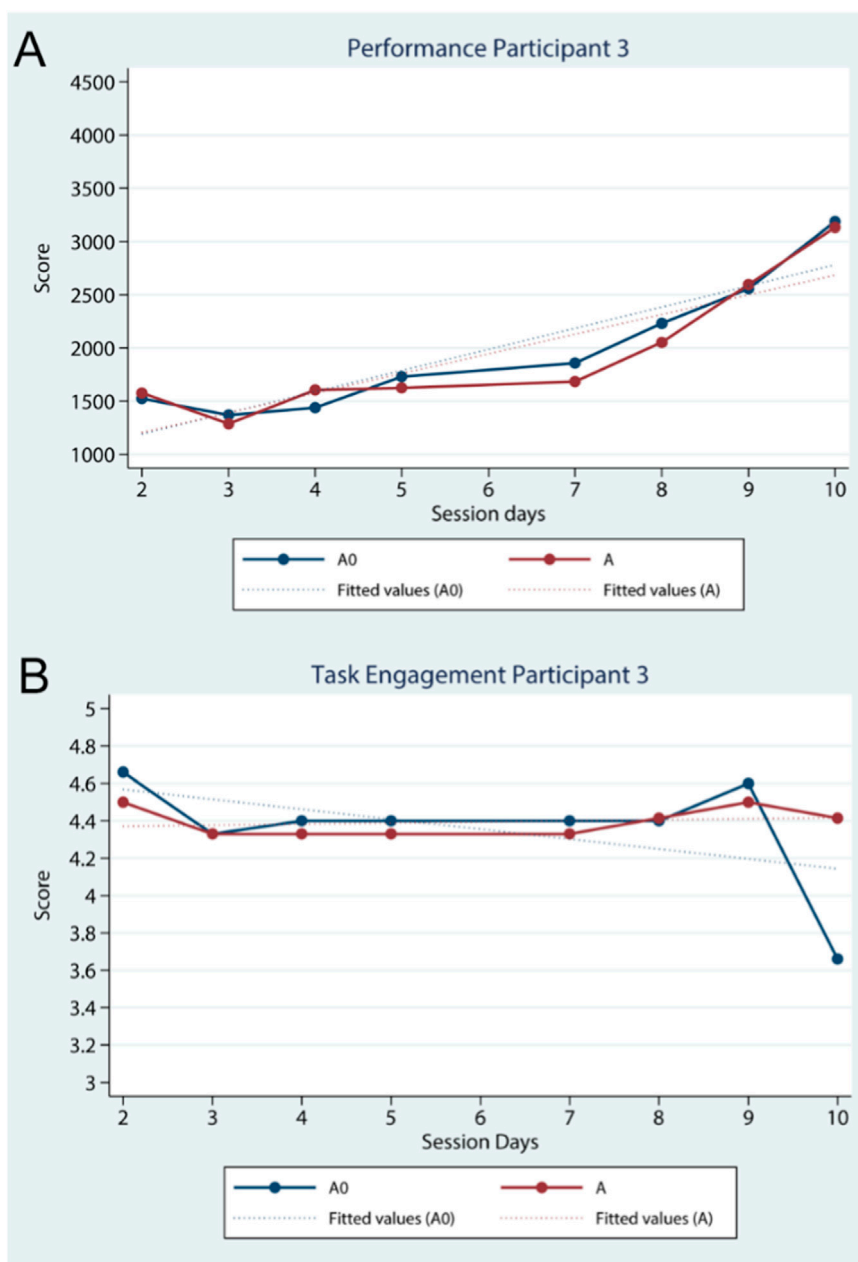 A
Performance Participant 3
4500
4000
3500
3000
2500
2000
1500
1000
Score
2 3 4 5 6 7 8 9 10
Session days
A0 A
Fitted values (A0) Fitted values (A)
B
Task Engagement Participant 3
5
4.8
4.6
4.4
4.2
4
3.8
3.6
3.4
3.2
3
Score
2 3 4 5 6 7 8 9 10
Session Days
A0 A
Fitted values (A0) Fitted values (A)